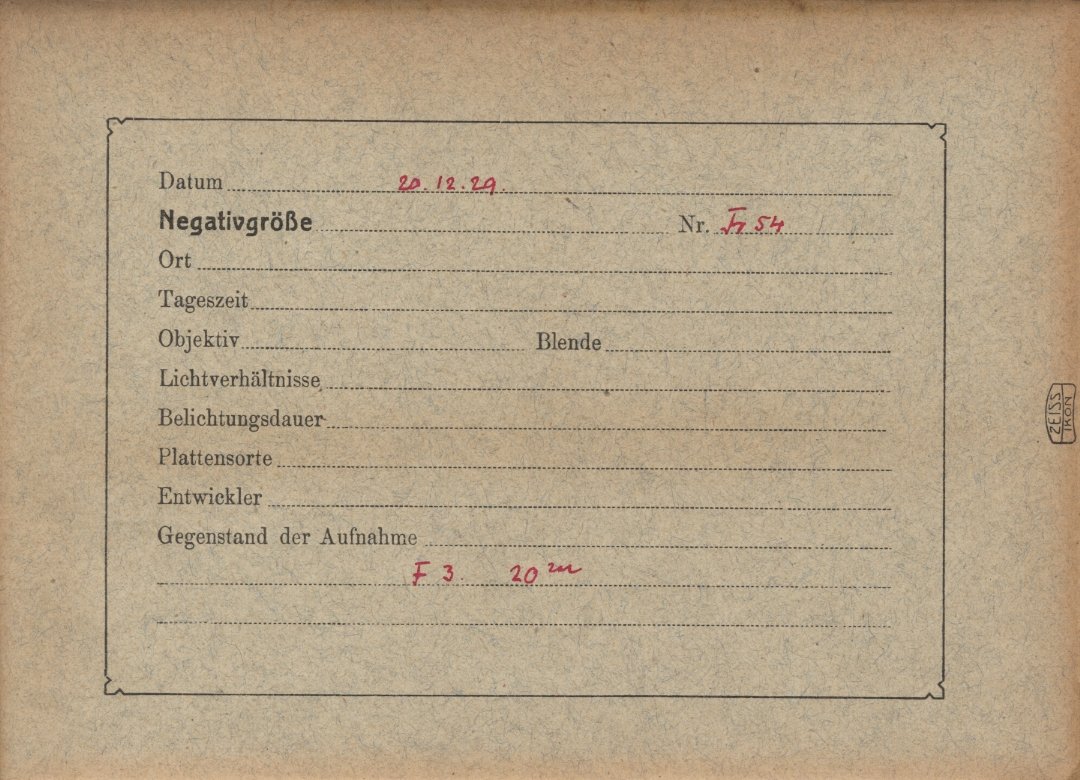 Datum 20.12.29.
Negativgröße Nr. Fr 54
Ort
Tageszeit
Objektiv Blende
Lichtverhältnisse
Belichtungsdauer
Plattensorte
Entwickler
Gegenstand der Aufnahme
F 3. 20 m
ZEISS
IKON